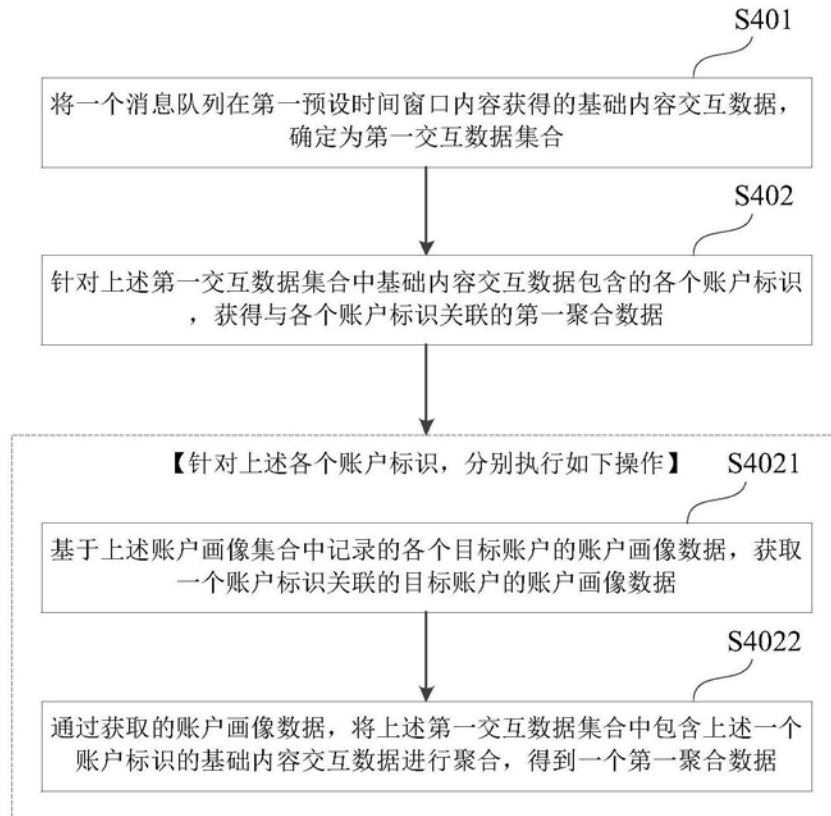 S401
将一个消息队列在第一预设时间窗口内容获得的基础内容交互数据，
确定为第一交互数据集合
S402
针对上述第一交互数据集合中基础内容交互数据包含的各个账户标识
，获得与各个账户标识关联的第一聚合数据
【针对上述各个账户标识，分别执行如下操作】
S4021
基于上述账户画像集合中记录的各个目标账户的账户画像数据，获取
一个账户标识关联的目标账户的账户画像数据
S4022
通过获取的账户画像数据，将上述第一交互数据集合中包含上述一个
账户标识的基础内容交互数据进行聚合，得到一个第一聚合数据